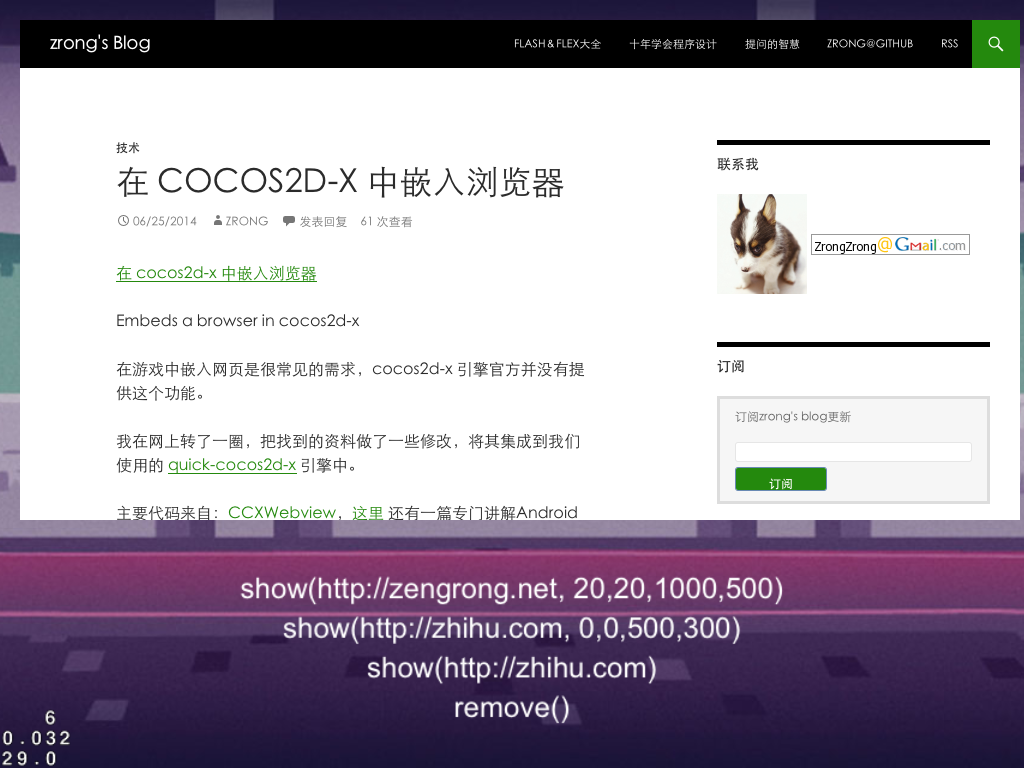 zrong's Blog
FLASH & FLEX大全 十年学会程序设计 提问的智慧 ZRONG@GITHUB RSS
技术
在 COCOS2D-X 中嵌入浏览器
06/25/2014 ZRONG 发表回复 61 次查看
在 cocos2d-x 中嵌入浏览器
Embeds a browser in cocos2d-x
在游戏中嵌入网页是很常见的需求，cocos2d-x 引擎官方并没有提
供这个功能。
我在网上转了一圈，把找到的资料做了一些修改，将其集成到我们
使用的 quick-cocos2d-x 引擎中。
主要代码来自：CCXWebview，这里 还有一篇专门讲解Android
联系我
ZrongZrong@Gmail.com
订阅
订阅zrong's blog更新
订阅
show(http://zengrong.net, 20,20,1000,500)
show(http://zhihu.com, 0,0,500,300)
show(http://zhihu.com)
remove()
6
0.032
29.0